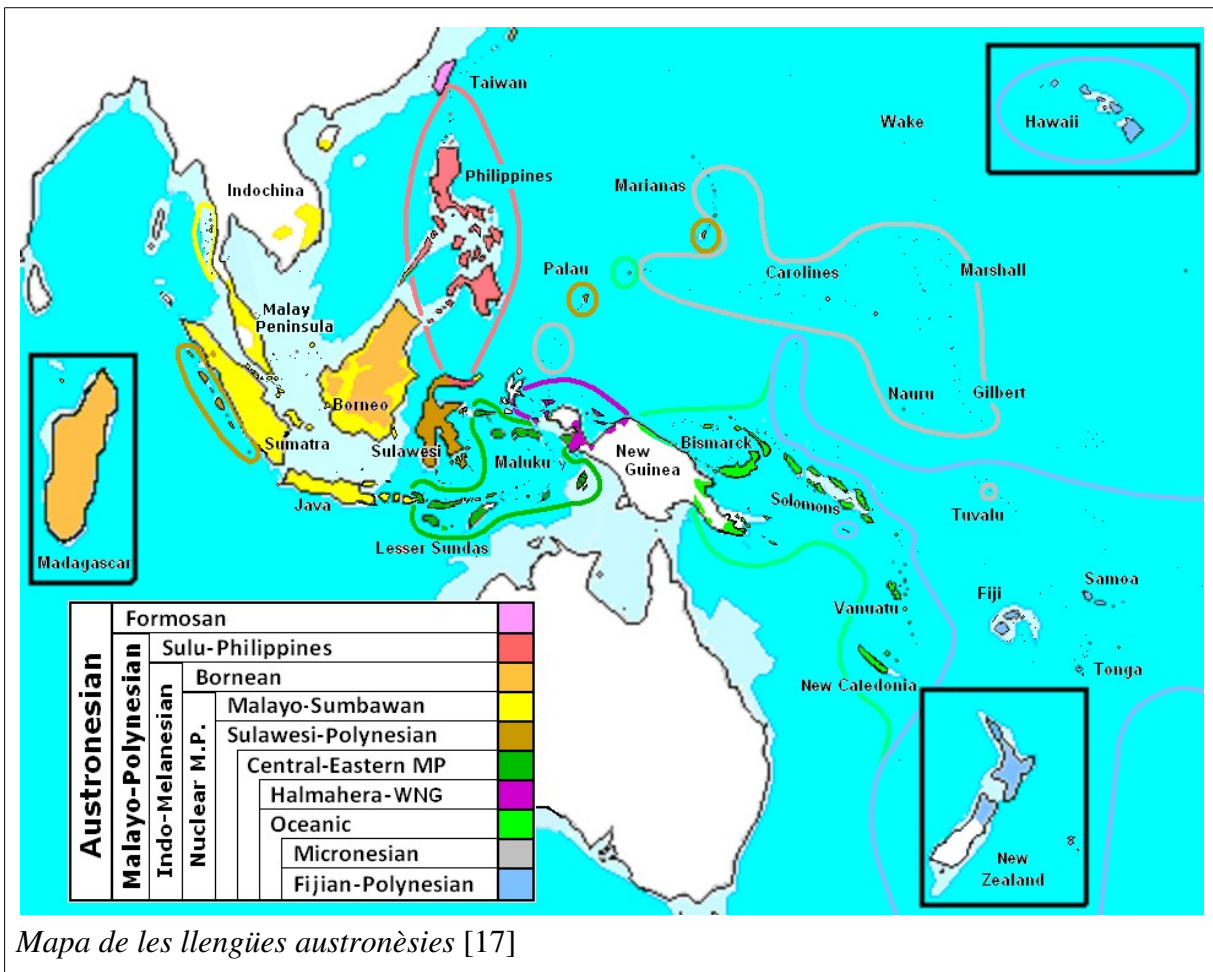 Taiwan
Wake
Hawaii
Philippines
Indochina
Marianas
Palau
Carolines
Marshall
Malay
Peninsula
Nauru
Gilbert
Borneo
Sumatra
Sulawesi
Maluku
New
Guinea
Bismarck
Solomons
Tuvalu
Java
Lesser Sundas
Madagascar
Samoa
Fiji
Vanuatu
Tonga
New Caledonia
New
Zealand
Austronesian
Malayo-Polynesian
Indo-Melanesian
Nuclear M.P.
Formosan
Sulu-Philippines
Bornean
Malayo-Sumbawan
Sulawesi-Polynesian
Central-Eastern MP
Halmahera-WNG
Oceanic
Micronesian
Fijian-Polynesian
Mapa de les llengües austronèsies [17]